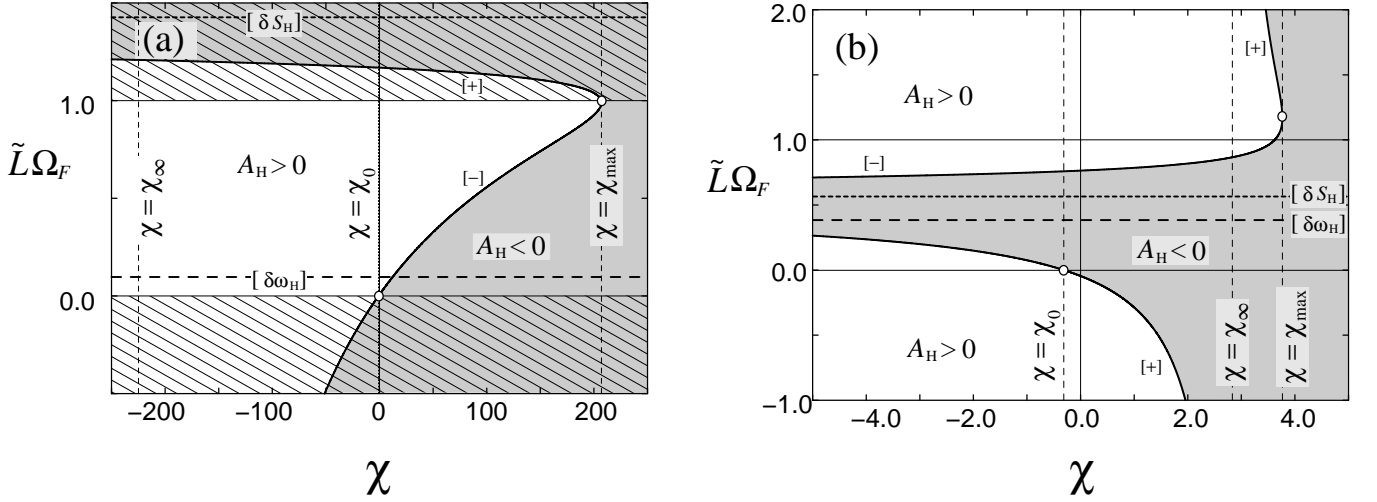 (a)
[δS_H]
[+]
1.0
A_H > 0
[−]
L̃Ω_F
χ = χ_∞
χ = χ_0
χ = χ_max
A_H < 0
[δω_H]
0.0
−200
−100
0
100
200
χ
(b)
2.0
[+]
A_H > 0
1.0
[−]
L̃Ω_F
[δS_H]
[δω_H]
A_H < 0
0.0
A_H > 0
χ = χ_0
χ = χ_∞
χ = χ_max
[+]
−1.0
−4.0
−2.0
0.0
2.0
4.0
χ